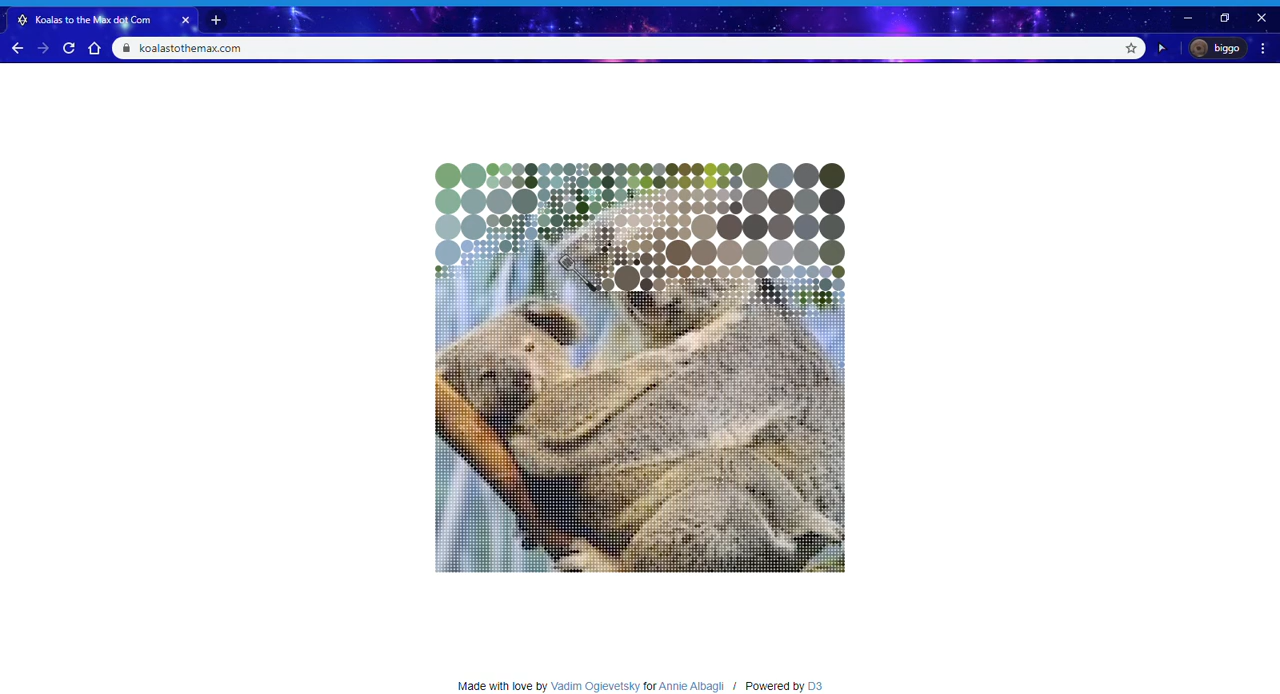 Koalas to the Max dot Com
koalastothemax.com
biggo
Made with love by Vadim Ogievetsky for Annie Albagli / Powered by D3